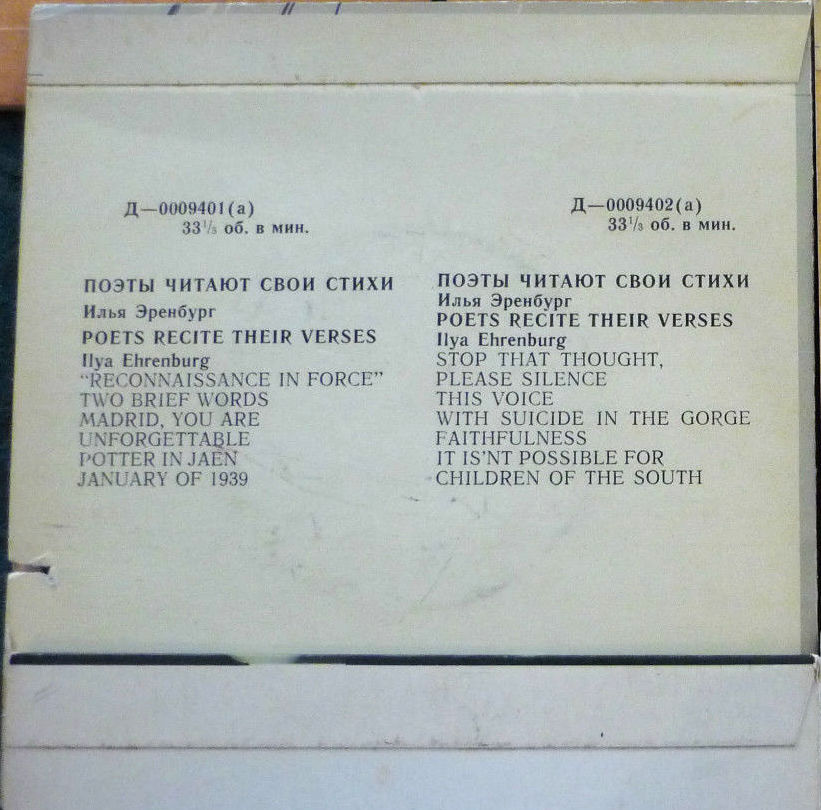 Д—0009401(а)
33⅓ об. в мин.
ПОЭТЫ ЧИТАЮТ СВОИ СТИХИ
Илья Эренбург
POETS RECITE THEIR VERSES
Ilya Ehrenburg
“RECONNAISSANCE IN FORCE”
TWO BRIEF WORDS
MADRID, YOU ARE
UNFORGETTABLE
POTTER IN JAEN
JANUARY OF 1939
Д—0009402(а)
33⅓ об. в мин.
ПОЭТЫ ЧИТАЮТ СВОИ СТИХИ
Илья Эренбург
POETS RECITE THEIR VERSES
Ilya Ehrenburg
STOP THAT THOUGHT,
PLEASE SILENCE
THIS VOICE
WITH SUICIDE IN THE GORGE
FAITHFULNESS
IT IS'NT POSSIBLE FOR
CHILDREN OF THE SOUTH